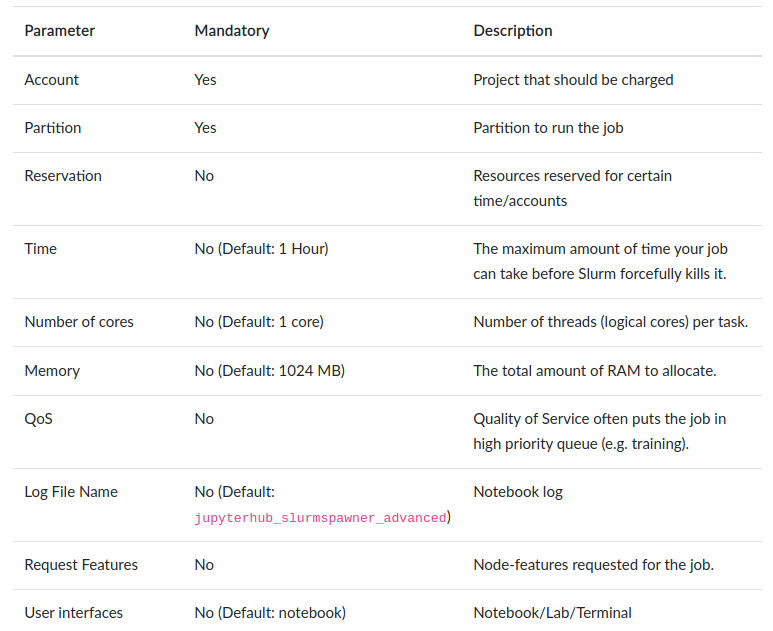 Parameter Mandatory Description
Account Yes Project that should be charged
Partition Yes Partition to run the job
Reservation No Resources reserved for certain
time/accounts
Time No (Default: 1 Hour) The maximum amount of time your job
can take before Slurm forcefully kills it.
Number of cores No (Default: 1 core) Number of threads (logical cores) per task.
Memory No (Default: 1024 MB) The total amount of RAM to allocate.
QoS No Quality of Service often puts the job in
high priority queue (e.g. training).
Log File Name No (Default: Notebook log
jupyterhub_slurmspawner_advanced)
Request Features No Node-features requested for the job.
User interfaces No (Default: notebook) Notebook/Lab/Terminal